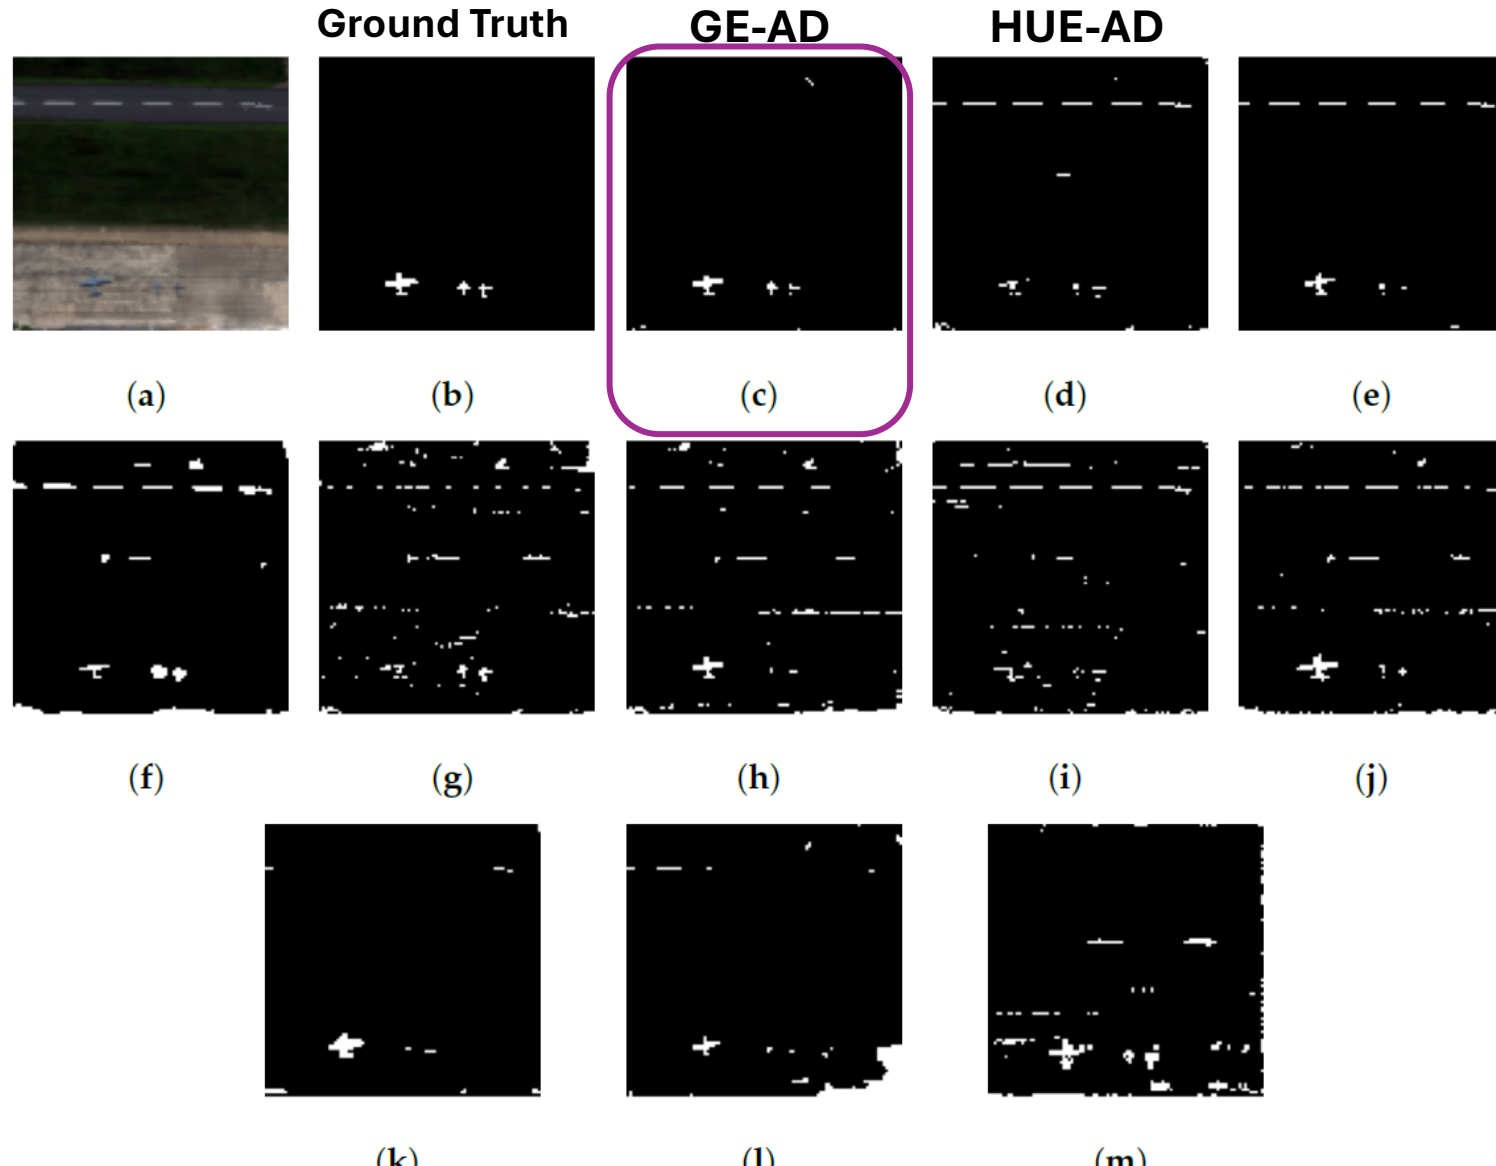 Ground Truth GE-AD HUE-AD
(a) (b) (c) (d) (e)
(f) (g) (h) (i) (j)
(k) (l) (m)